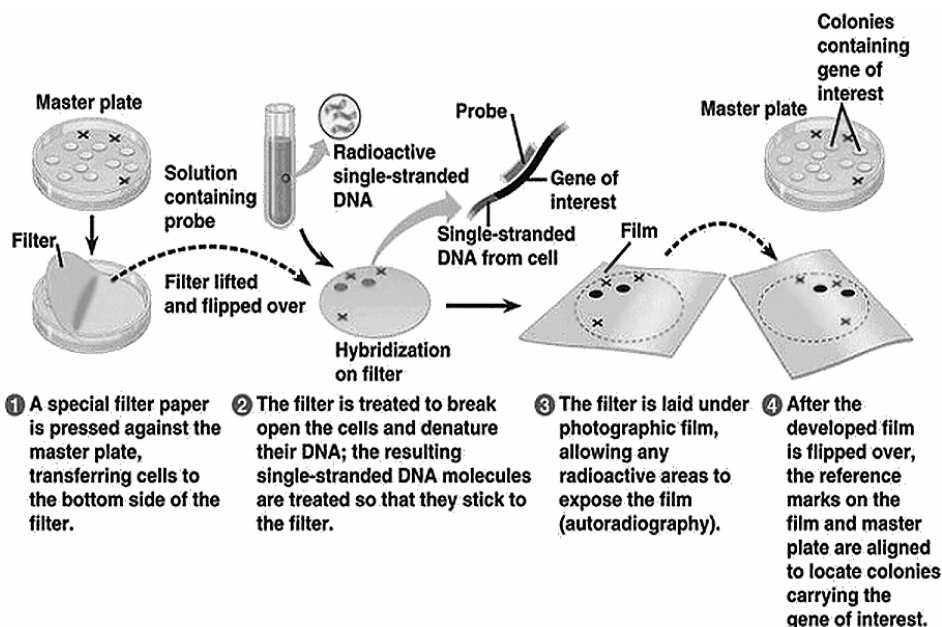 Colonies
containing
gene of
interest
Master plate
Master plate
Probe
Radioactive
single-stranded
DNA
Solution
containing
probe
Gene of
interest
Filter
Single-stranded
DNA from cell
Film
Filter lifted
and flipped over
Hybridization
on filter
1 A special filter paper
is pressed against the
master plate,
transferring cells to
the bottom side of the
filter.
2 The filter is treated to break
open the cells and denature
their DNA; the resulting
single-stranded DNA molecules
are treated so that they stick to
the filter.
3 The filter is laid under
photographic film,
allowing any
radioactive areas to
expose the film
(autoradiography).
4 After the
developed film
is flipped over,
the reference
marks on the
film and master
plate are aligned
to locate colonies
carrying the
gene of interest.